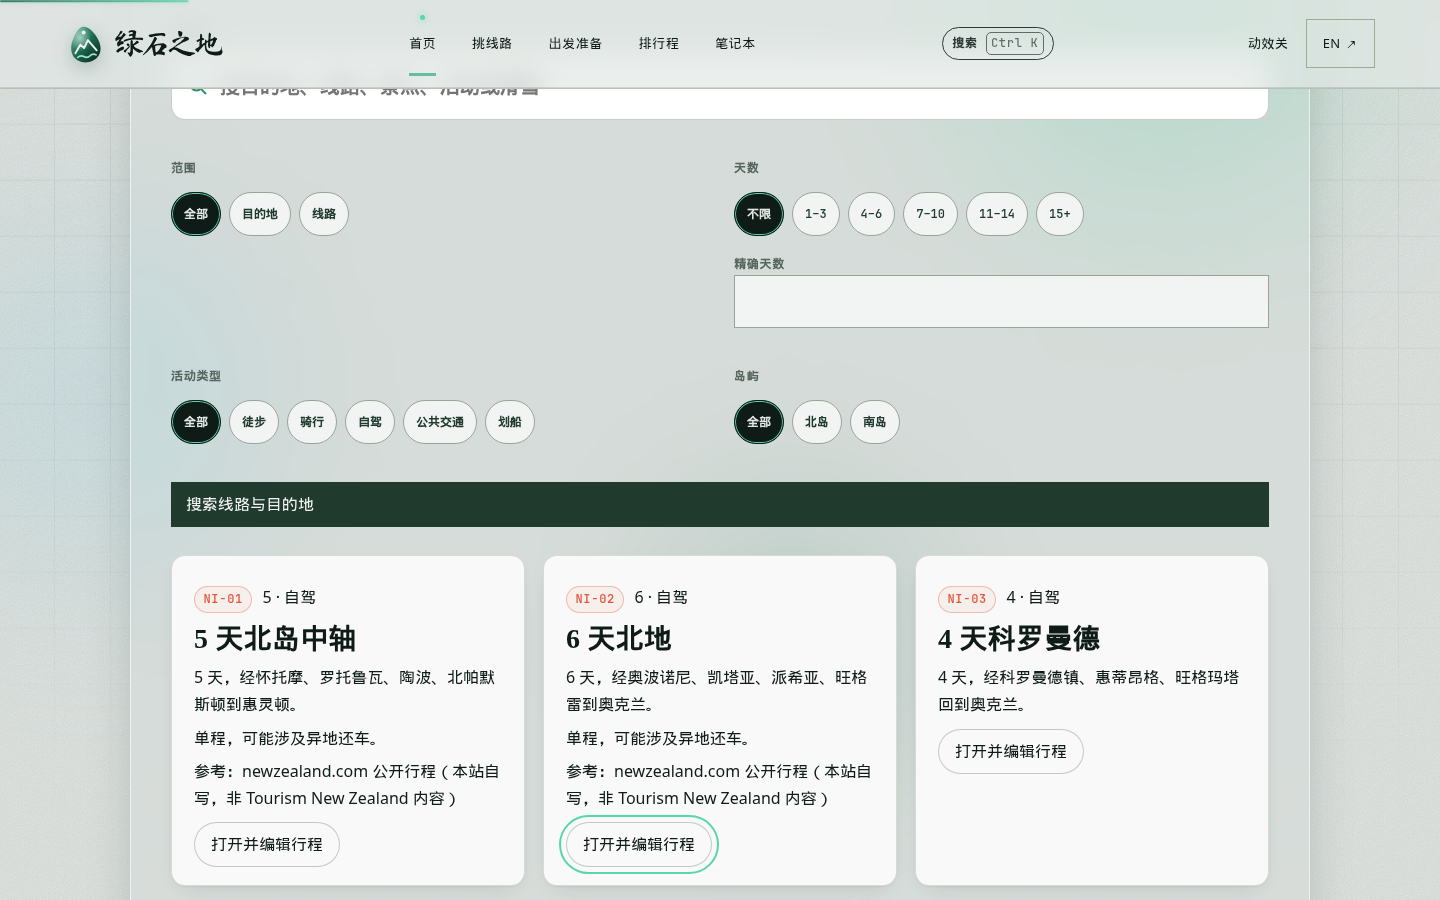 绿石之地
首页
挑线路
出发准备
排行程
笔记本
搜索 Ctrl K
动效关
EN ↗
搜目的地、线路、景点、活动或滑雪
范围
全部 目的地 线路
天数
不限 1-3 4-6 7-10 11-14 15+
精确天数
活动类型
全部 徒步 骑行 自驾 公共交通 划船
岛屿
全部 北岛 南岛
搜索线路与目的地
NI-01 5 · 自驾
5 天北岛中轴
5 天，经怀托摩、罗托鲁瓦、陶波、北帕默
斯顿到惠灵顿。
单程，可能涉及异地还车。
参考：newzealand.com 公开行程（本站自
写，非 Tourism New Zealand 内容）
打开并编辑行程
NI-02 6 · 自驾
6 天北地
6 天，经奥波诺尼、凯塔亚、派希亚、旺格
雷到奥克兰。
单程，可能涉及异地还车。
参考：newzealand.com 公开行程（本站自
写，非 Tourism New Zealand 内容）
打开并编辑行程
NI-03 4 · 自驾
4 天科罗曼德
4 天，经科罗曼德镇、惠蒂昂格、旺格玛塔
回到奥克兰。
打开并编辑行程